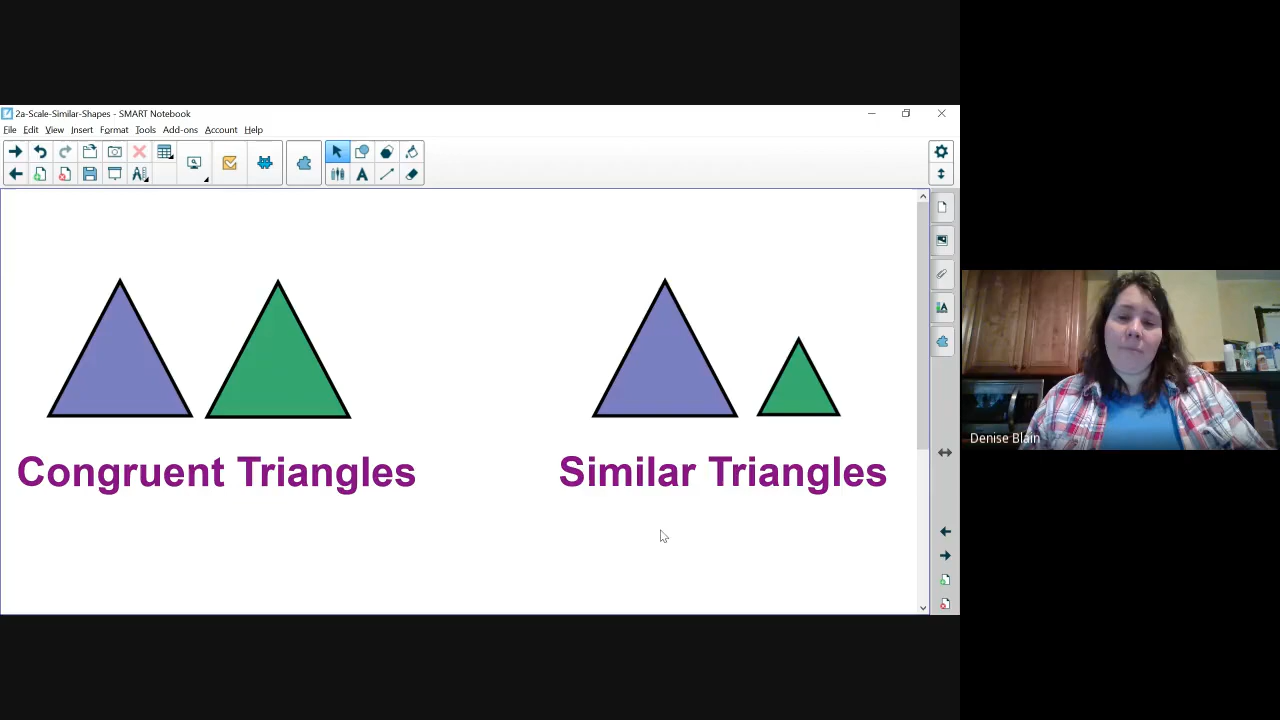 2a-Scale-Similar-Shapes - SMART Notebook
File Edit View Insert Format Tools Add-ons Account Help
Congruent Triangles
Similar Triangles
Denise Blain